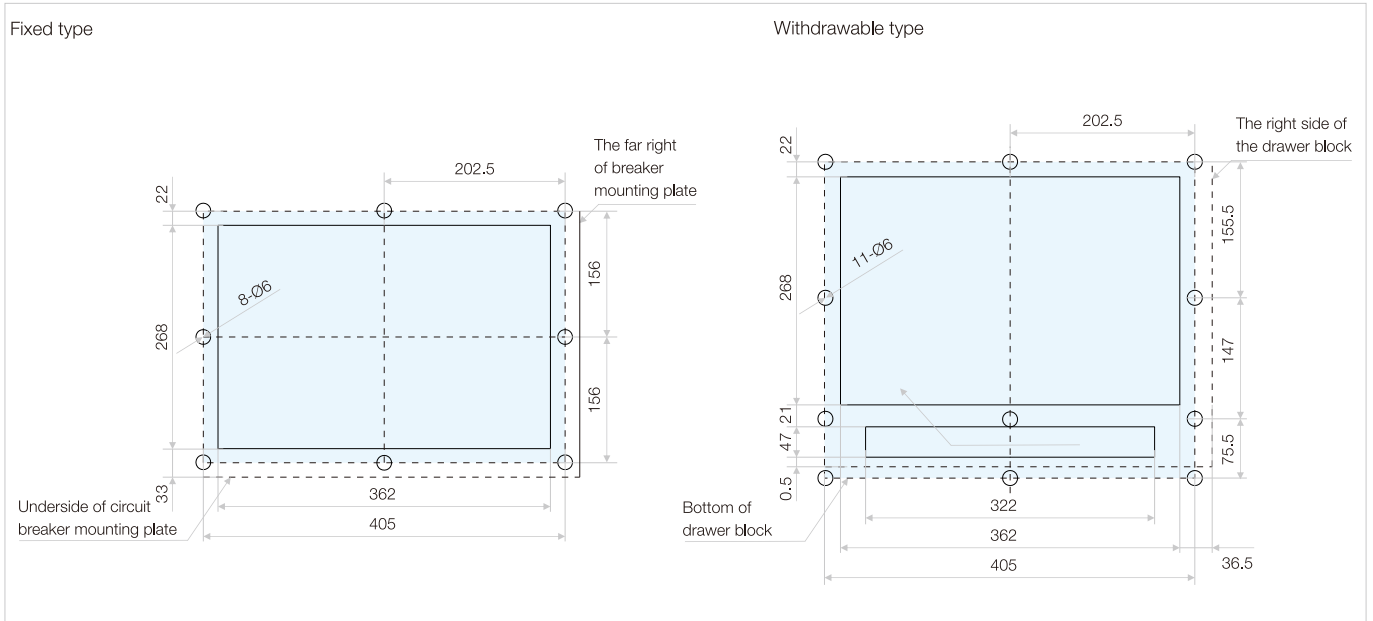 Fixed type
Withdrawable type
The far right
of breaker
mounting plate
202.5
22
156
8-Ø6
268
156
33
362
405
Underside of circuit
breaker mounting plate
The right side of
the drawer block
202.5
22
155.5
11-Ø6
268
147
21
47
75.5
0.5
322
Bottom of
drawer block
362
36.5
405